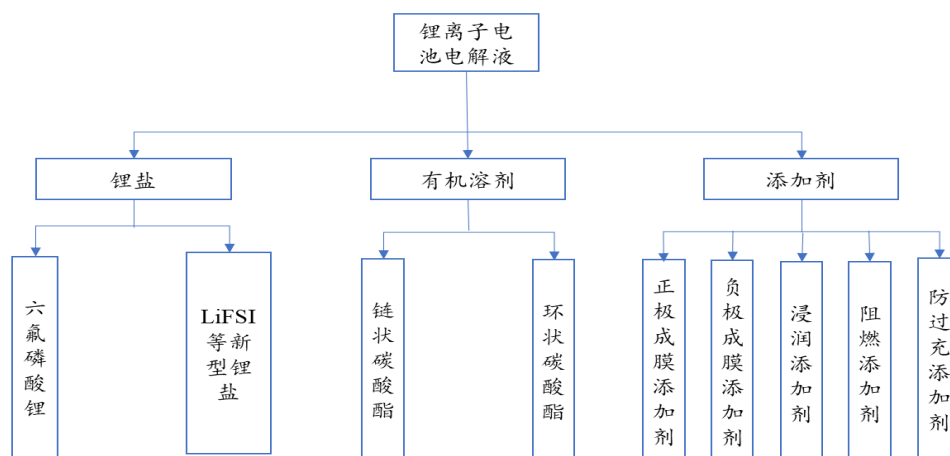 锂离子电
池电解液
锂盐
有机溶剂
添加剂
六氟磷酸锂
LiFSI
等新
型锂
盐
链状碳酸酯
环状碳酸酯
正极成膜添加剂
负极成膜添加剂
浸润添加剂
阻燃添加剂
防过充添加剂